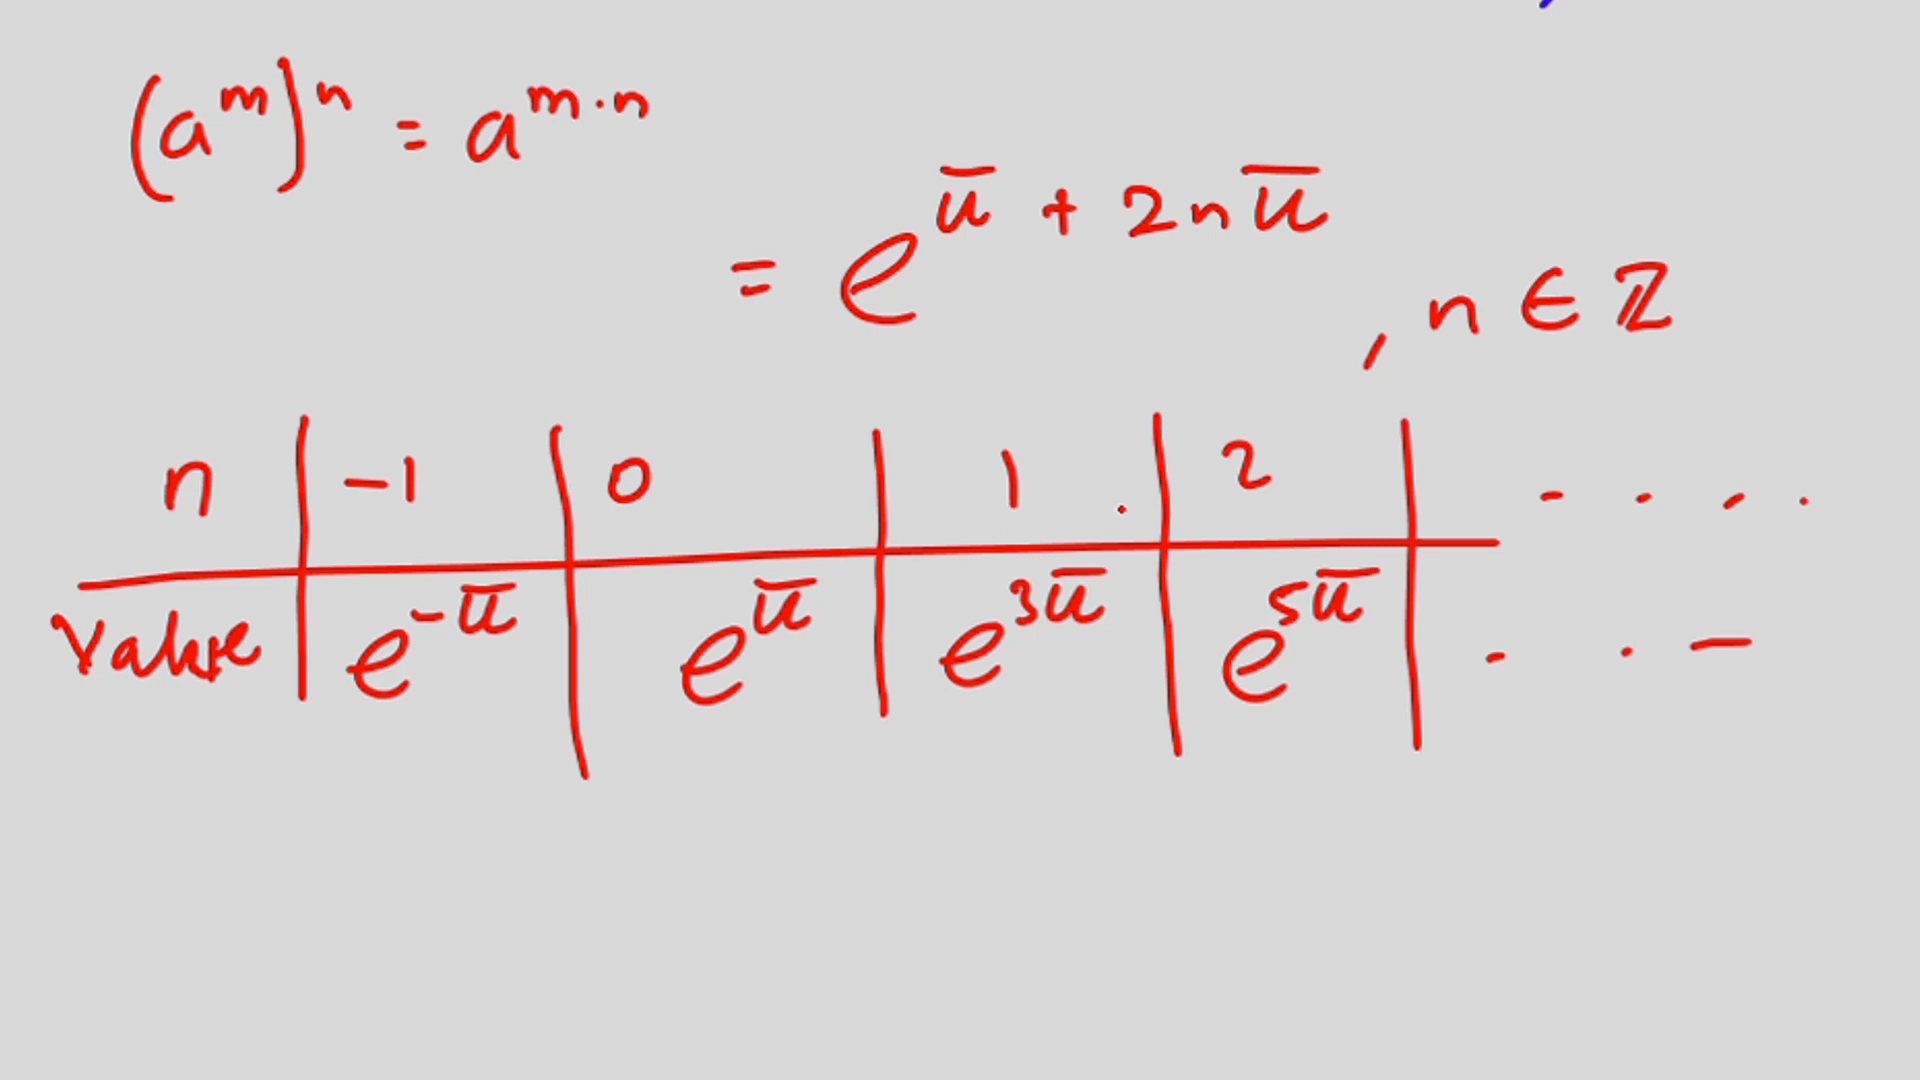 (a^m)^n = a^{m·n}
= e^{π + 2nπ}, n ∈ ℤ
n | -1 | 0 | 1 | 2 | . . . .
Value | e^{-π} | e^{π} | e^{3π} | e^{5π} | . . –